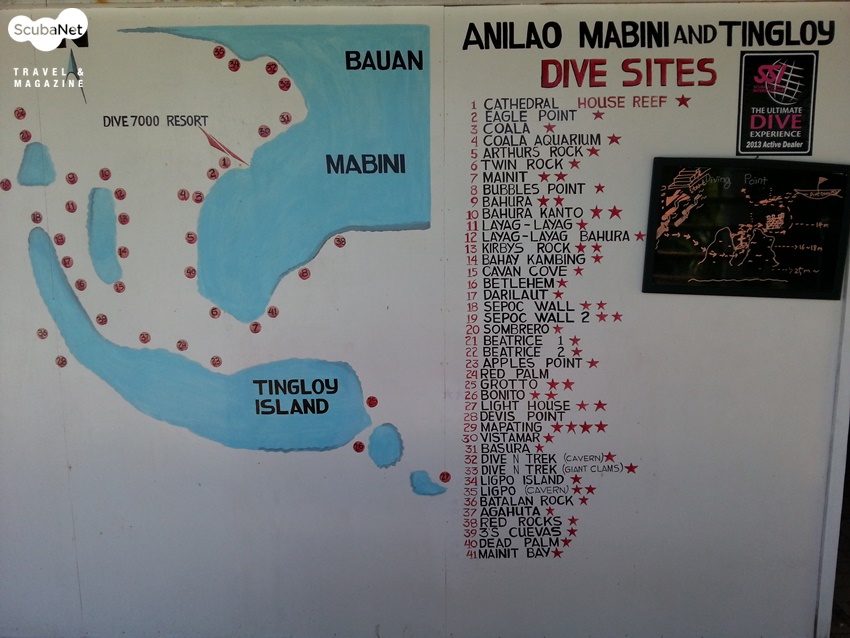 ScubaNet
TRAVEL &
MAGAZINE
N
BAUAN
DIVE 7000 RESORT
MABINI
TINGLOY
ISLAND
ANILAO MABINI AND TINGLOY
DIVE SITES
1 CATHEDRAL HOUSE REEF ★
2 EAGLE POINT ★
3 COALA ★
4 COALA AQUARIUM ★
5 ARTHURS ROCK ★
6 TWIN ROCK ★
7 MAINIT ★ ★
8 BUBBLES POINT ★
9 BAHURA ★ ★
10 BAHURA KANTO ★ ★
11 LAYAG-LAYAG ★
12 LAYAG-LAYAG BAHURA ★
13 KIRBYS ROCK ★ ★
14 BAHAY KAMBING ★
15 CAVAN COVE ★
16 BETLEHEM ★
17 DARILAUT ★
18 SEPOC WALL ★ ★
19 SEPOC WALL 2 ★ ★
20 SOMBRERO ★
21 BEATRICE 1 ★
22 BEATRICE 2 ★
23 APPLES POINT ★
24 RED PALM
25 GROTTO ★ ★
26 BONITO ★ ★
27 LIGHT HOUSE ★ ★
28 DEVIS POINT
29 MAPATING ★ ★ ★ ★
30 VISTAMAR ★
31 BASURA ★
32 DIVE N TREK (CAVERN) ★
33 DIVE N TREK (GIANT CLAMS) ★
34 LIGPO ISLAND ★
35 LIGPO (CAVERN) ★ ★
36 BATALAN ROCK ★
37 AGAHUTA ★
38 RED ROCKS ★
39 3'S CUEVAS ★
40 DEAD PALM ★
41 MAINIT BAY ★
SSI
THE ULTIMATE
DIVE
EXPERIENCE
2013 Active Dealer
Diving Point